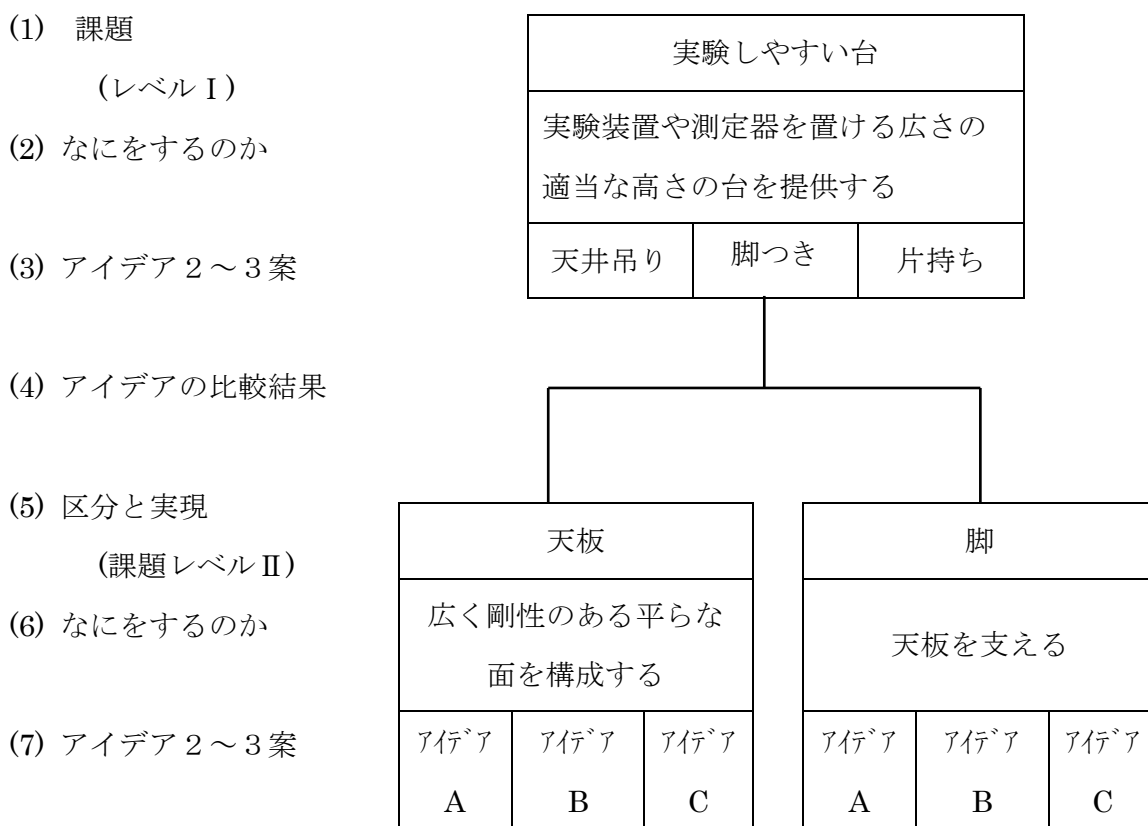 (1) 課題
(レベルⅠ)
(2) なにをするのか
(3) アイデア２～３案
(4) アイデアの比較結果
(5) 区分と実現
(課題レベルⅡ)
(6) なにをするのか
(7) アイデア２～３案
実験しやすい台
実験装置や測定器を置ける広さの
適当な高さの台を提供する
天井吊り 脚つき 片持ち
天板
広く剛性のある平らな
面を構成する
ｱｲﾃﾞｱ ｱｲﾃﾞｱ ｱｲﾃﾞｱ
A B C
脚
天板を支える
ｱｲﾃﾞｱ ｱｲﾃﾞｱ ｱｲﾃﾞｱ
A B C